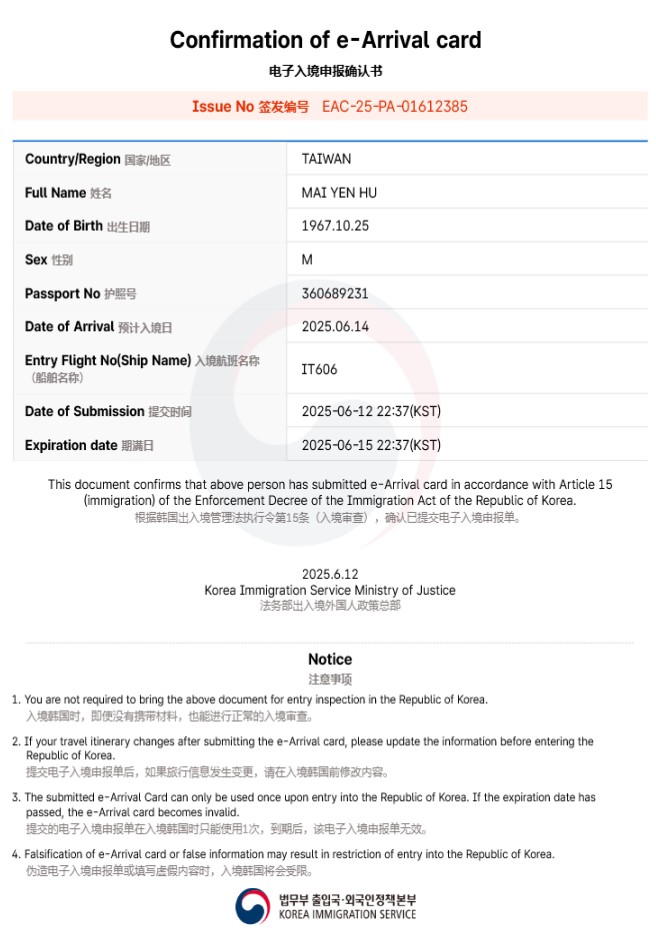 Confirmation of e-Arrival card
电子入境申报确认书
Issue No 签发编号 EAC-25-PA-01612385
Country/Region 国家/地区 TAIWAN
Full Name 姓名 MAI YEN HU
Date of Birth 出生日期 1967.10.25
Sex 性别 M
Passport No 护照号 360689231
Date of Arrival 预计入境日 2025.06.14
Entry Flight No(Ship Name) 入境航班名称
（船舶名称） IT606
Date of Submission 提交时间 2025-06-12 22:37(KST)
Expiration date 期满日 2025-06-15 22:37(KST)
This document confirms that above person has submitted e-Arrival card in accordance with Article 15
(immigration) of the Enforcement Decree of the Immigration Act of the Republic of Korea.
根据韩国出入境管理法执行令第15条（入境审查），确认已提交电子入境申报单。
2025.6.12
Korea Immigration Service Ministry of Justice
法务部出入境外国人政策总部
Notice
注意事项
1. You are not required to bring the above document for entry inspection in the Republic of Korea.
入境韩国时，即使没有携带材料，也能进行正常的入境审查。
2. If your travel itinerary changes after submitting the e-Arrival card, please update the information before entering the
Republic of Korea.
提交电子入境申报单后，如果旅行信息发生变更，请在入境韩国前修改内容。
3. The submitted e-Arrival Card can only be used once upon entry into the Republic of Korea. If the expiration date has
passed, the e-Arrival card becomes invalid.
提交的电子入境申报单在入境韩国时只能使用1次，到期后，该电子入境申报单无效。
4. Falsification of e-Arrival card or false information may result in restriction of entry into the Republic of Korea.
伪造电子入境申报单或填写虚假内容时，入境韩国将会受限。
법무부 출입국·외국인정책본부
KOREA IMMIGRATION SERVICE